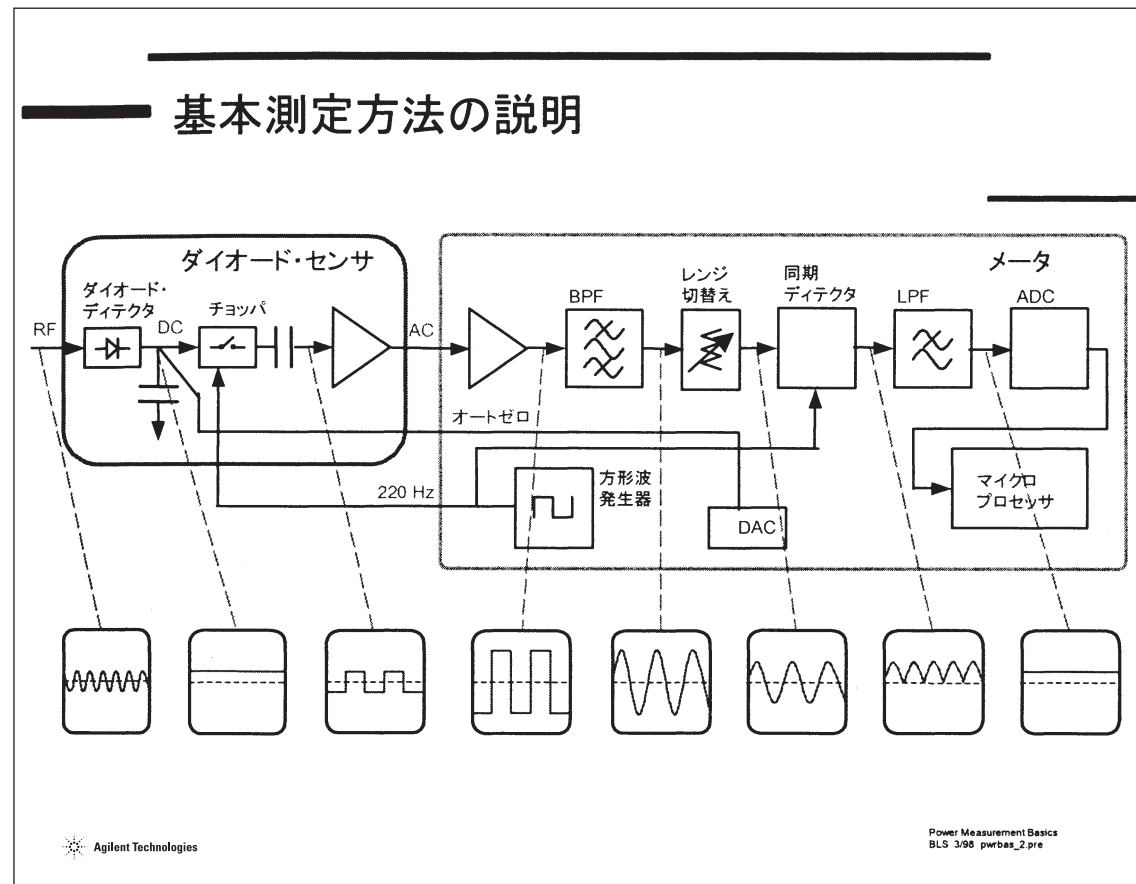 基本測定方法の説明
ダイオード・センサ
メータ
ダイオード・
ディテクタ
チョッパ
RF
DC
AC
BPF
レンジ
切替え
同期
ディテクタ
LPF
ADC
オートゼロ
220 Hz
方形波
発生器
DAC
マイクロ
プロセッサ
Agilent Technologies
Power Measurement Basics
BLS 3/98 pwrbas_2.pre